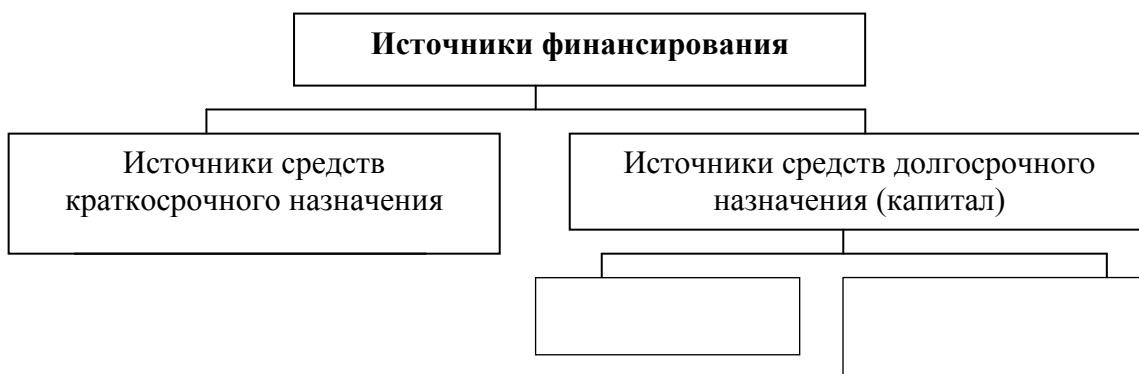 Источники финансирования
Источники средств
краткосрочного назначения
Источники средств долгосрочного
назначения (капитал)